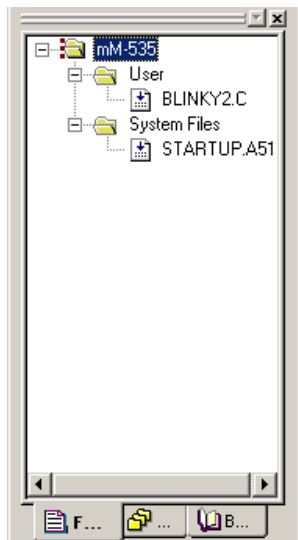 mM-535
User
BLINKY2.C
System Files
STARTUP.A51
F... ... B...